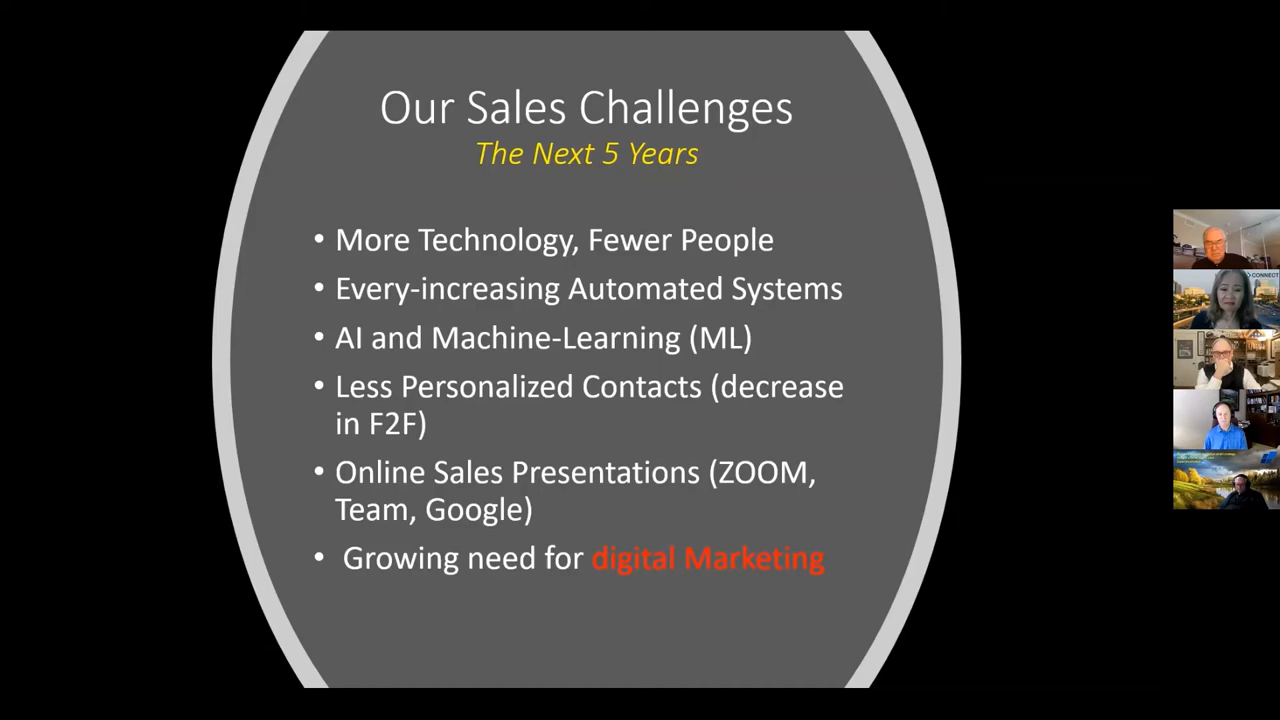 Our Sales Challenges
The Next 5 Years
• More Technology, Fewer People
• Every-increasing Automated Systems
• AI and Machine-Learning (ML)
• Less Personalized Contacts (decrease
in F2F)
• Online Sales Presentations (ZOOM,
Team, Google)
• Growing need for digital Marketing
CONNECT